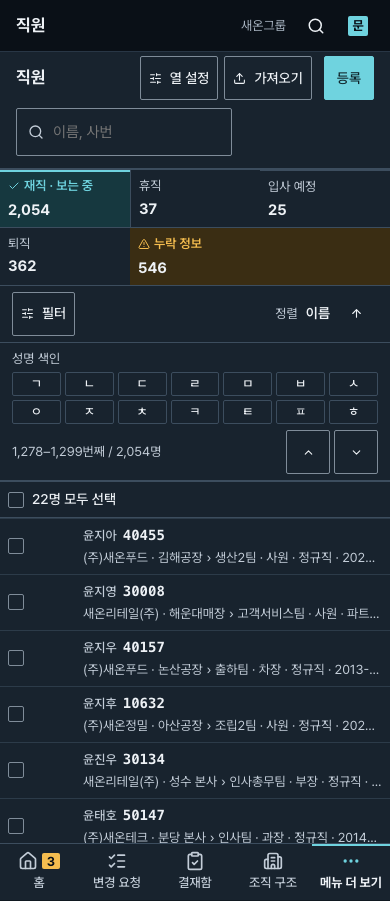 직원
새온그룹
문
직원
열 설정
가져오기
등록
이름, 사번
재직 · 보는 중
2,054
휴직
37
입사 예정
25
퇴직
362
누락 정보
546
필터
정렬 이름
성명 색인
ㄱ ㄴ ㄷ ㄹ ㅁ ㅂ ㅅ
ㅇ ㅈ ㅊ ㅋ ㅌ ㅍ ㅎ
1,278–1,299번째 / 2,054명
22명 모두 선택
윤지아 40455
(주)새온푸드 · 김해공장 › 생산2팀 · 사원 · 정규직 · 202...
윤지영 30008
새온리테일(주) · 해운대매장 › 고객서비스팀 · 사원 · 파트...
윤지우 40157
(주)새온푸드 · 논산공장 › 출하팀 · 차장 · 정규직 · 2013-...
윤지후 10632
(주)새온정밀 · 아산공장 › 조립2팀 · 사원 · 정규직 · 202...
윤진우 30134
새온리테일(주) · 성수 본사 › 인사총무팀 · 부장 · 정규직 · ...
윤태호 50147
(주)새온테크 · 분당 본사 › 인사팀 · 과장 · 정규직 · 2014...
3
홈
변경 요청
결재함
조직 구조
메뉴 더 보기